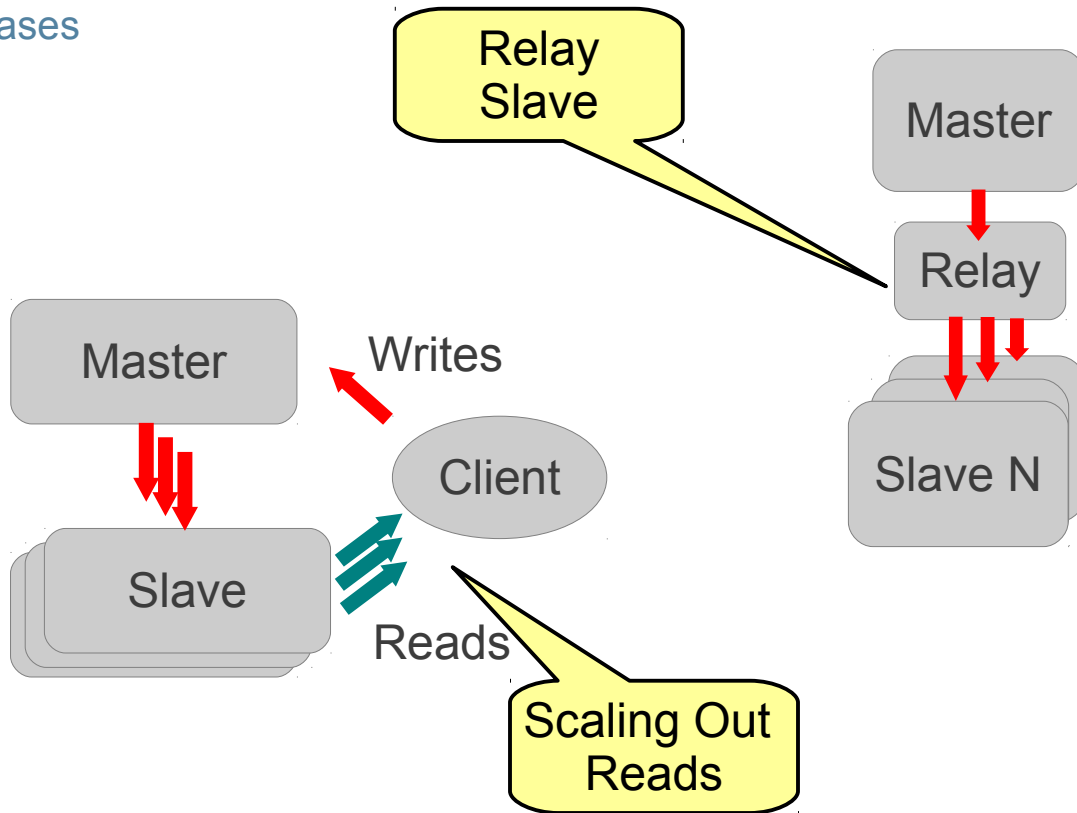 ases
Relay
Slave
Master
Relay
Slave N
Master
Writes
Client
Slave
Reads
Scaling Out
Reads